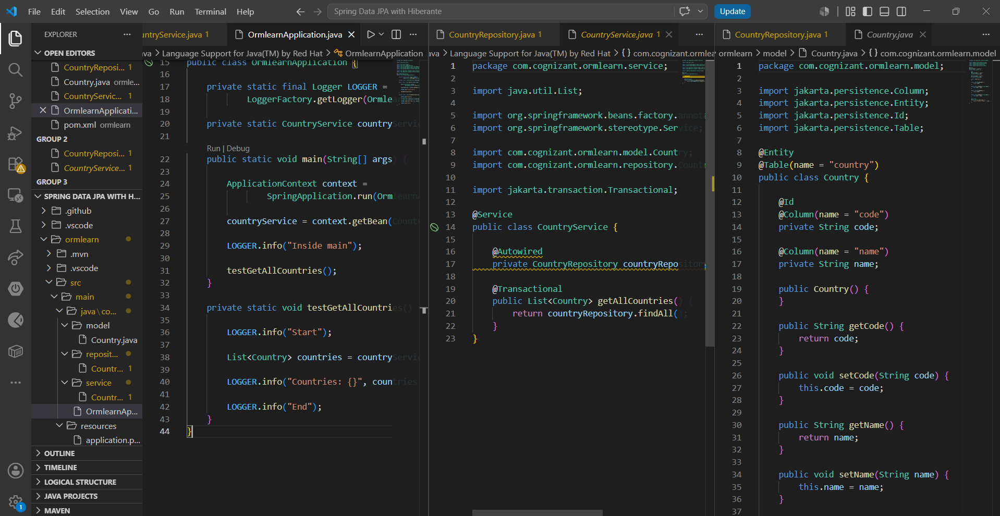 File Edit Selection View Go Run Terminal Help
Spring Data JPA with Hiberante
Update
EXPLORER
OPEN EDITORS
CountryReposi... 1
Country.java ormle...
CountryServic... 1
OrmlearnApplicati...
pom.xml ormlearn
GROUP 2
CountryReposi... 1
CountryService... 1
GROUP 3
SPRING DATA JPA WITH H...
.github
.vscode
ormlearn
.mvn
.vscode
src
main
java\co...
model
Country.java
reposit...
Countr... 1
service
Countr... 1
OrmlearnAp...
resources
application.p...
OUTLINE
TIMELINE
LOGICAL STRUCTURE
JAVA PROJECTS
MAVEN
1
untryService.java 1
OrmlearnApplication.java
ava > Language Support for Java(TM) by Red Hat > OrmlearnApplication
15 public class OrmlearnApplication {
16
17 private static final Logger LOGGER =
18 LoggerFactory.getLogger(Ormlea
19
20 private static CountryService countryServi
21
Run | Debug
22 public static void main(String[] args) {
23
24 ApplicationContext context =
25 SpringApplication.run(OrmlearnA
26
27 countryService = context.getBean(Count
28
29 LOGGER.info("Inside main");
30
31 testGetAllCountries();
32 }
33
34 private static void testGetAllCountries()
35
36 LOGGER.info("Start");
37
38 List<Country> countries = countryServi
39
40 LOGGER.info("Countries: {}", countries
41
42 LOGGER.info("End");
43 }
44 }
CountryRepository.java 1
CountryService.java 1
ava > Language Support for Java(TM) by Red Hat > {} com.cognizant.ormlea
1 package com.cognizant.ormlearn.service;
2
3 import java.util.List;
4
5 import org.springframework.beans.factory.annota
6 import org.springframework.stereotype.Service;
7
8 import com.cognizant.ormlearn.model.Country;
9 import com.cognizant.ormlearn.repository.Countr
10
11 import jakarta.transaction.Transactional;
12
13 @Service
14 public class CountryService {
15
16 @Autowired
17 private CountryRepository countryRepository
18
19 @Transactional
20 public List<Country> getAllCountries() {
21 return countryRepository.findAll();
22 }
23 }
CountryRepository.java 1
Country.java
ormlearn > model > Country.java > {} com.cognizant.ormlearn.model
1 package com.cognizant.ormlearn.model;
2
3 import jakarta.persistence.Column;
4 import jakarta.persistence.Entity;
5 import jakarta.persistence.Id;
6 import jakarta.persistence.Table;
7
8 @Entity
9 @Table(name = "country")
10 public class Country {
11
12 @Id
13 @Column(name = "code")
14 private String code;
15
16 @Column(name = "name")
17 private String name;
18
19 public Country() {
20 }
21
22 public String getCode() {
23 return code;
24 }
25
26 public void setCode(String code) {
27 this.code = code;
28 }
29
30 public String getName() {
31 return name;
32 }
33
34 public void setName(String name) {
35 this.name = name;
36 }
37